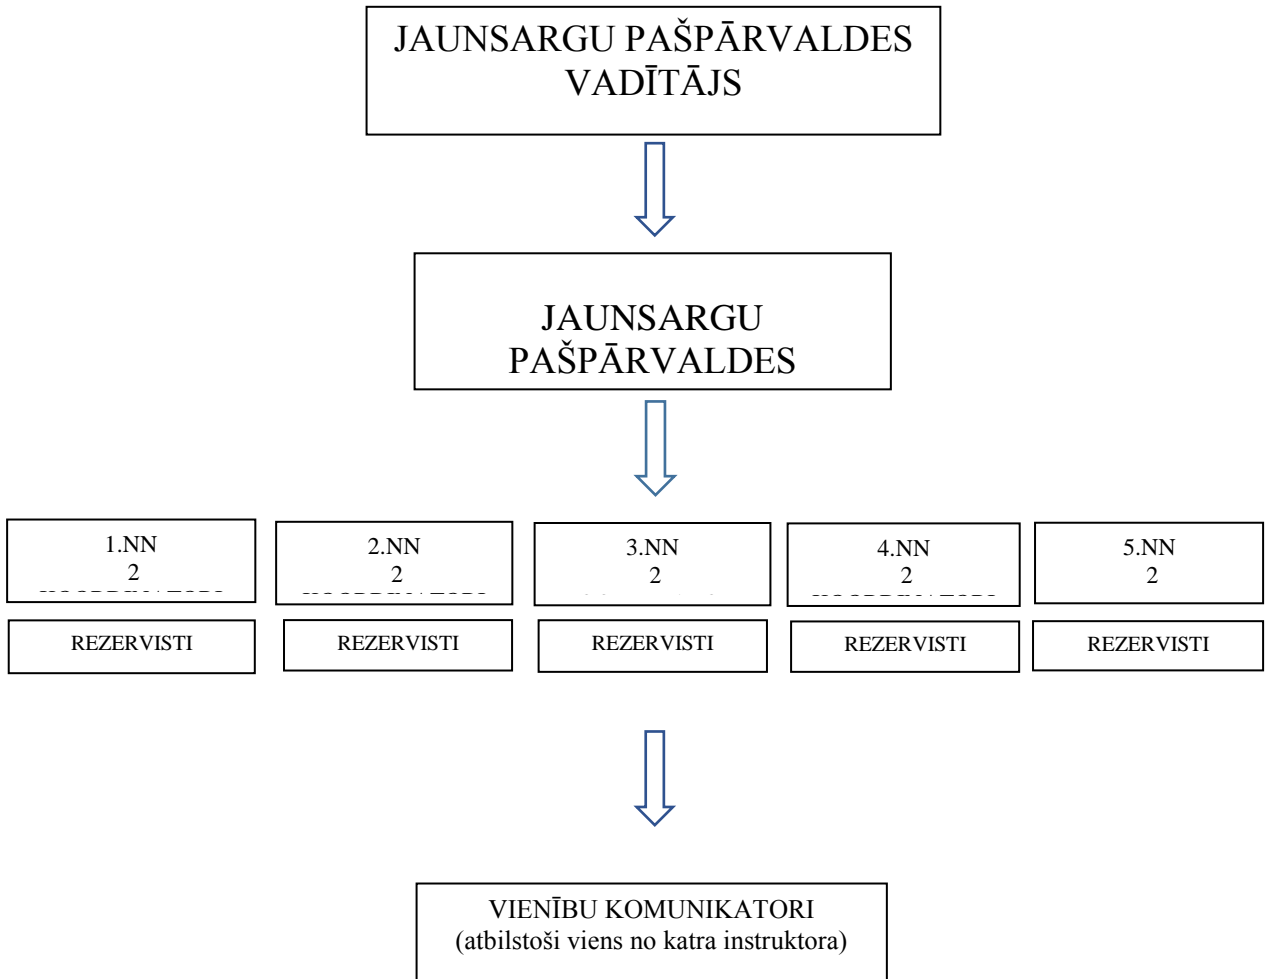 JAUNSARGU PAŠPĀRVALDES
VADĪTĀJS
JAUNSARGU
PAŠPĀRVALDES
1.NN
2
2.NN
2
3.NN
2
4.NN
2
5.NN
2
REZERVISTI
REZERVISTI
REZERVISTI
REZERVISTI
REZERVISTI
VIENĪBU KOMUNIKATORI
(atbilstoši viens no katra instruktora)